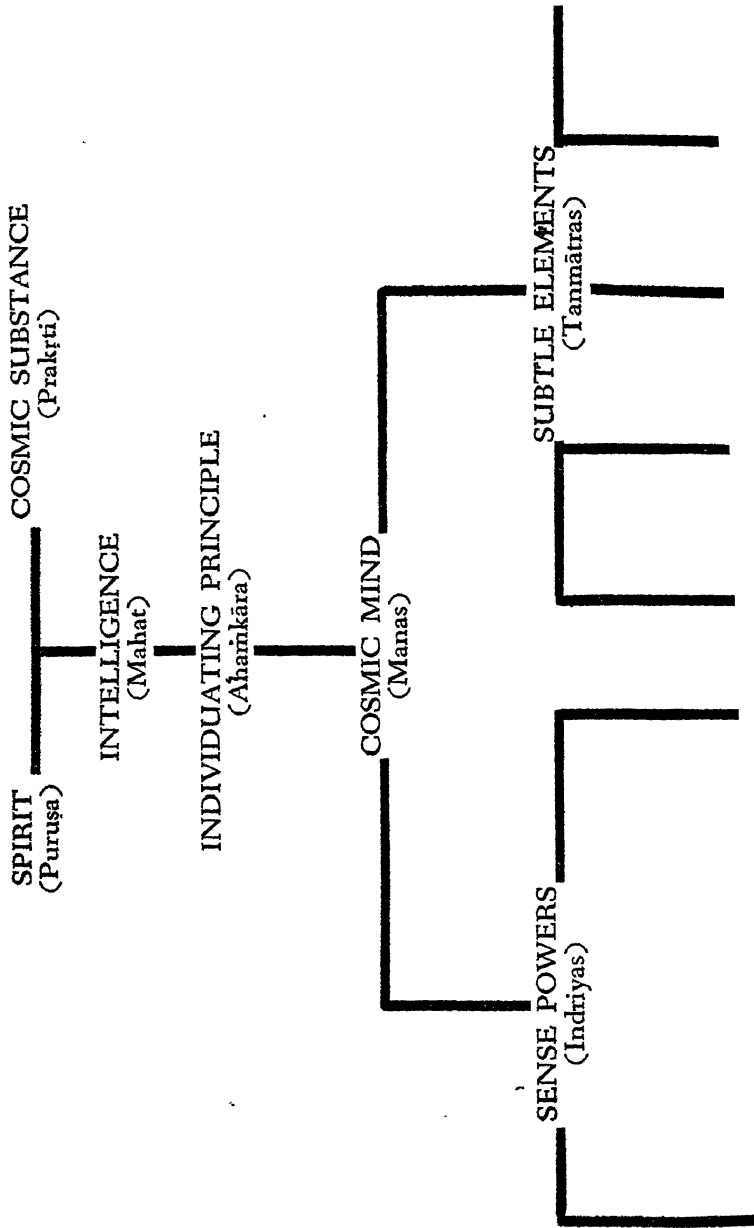 SPIRIT
(Puruṣa)
COSMIC SUBSTANCE
(Prakṛti)
INTELLIGENCE
(Mahat)
INDIVIDUATING PRINCIPLE
(Ahaṁkāra)
COSMIC MIND
(Manas)
SENSE POWERS
(Indriyas)
SUBTLE ELEMENTS
(Tanmātras)